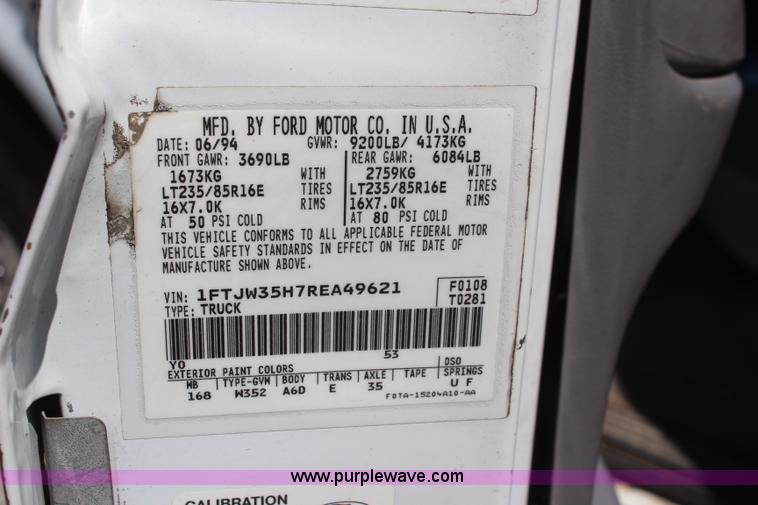 MFD. BY FORD MOTOR CO. IN U.S.A.
DATE: 06/94 GVWR: 9200LB/ 4173KG
FRONT GAWR: 3690LB REAR GAWR: 6084LB
1673KG WITH 2759KG WITH
LT235/85R16E TIRES LT235/85R16E TIRES
16X7.0K RIMS 16X7.0K RIMS
AT 50 PSI COLD AT 80 PSI COLD
THIS VEHICLE CONFORMS TO ALL APPLICABLE FEDERAL MOTOR
VEHICLE SAFETY STANDARDS IN EFFECT ON THE DATE OF
MANUFACTURE SHOWN ABOVE.
VIN: 1FTJW35H7REA49621 F0108
TYPE: TRUCK T0281
YO 53
EXTERIOR PAINT COLORS DSO
MB TYPE-GVM BODY TRANS AXLE TAPE SPRINGS
168 W352 A6D E 35 U F
F0TA-15204A10-AA
www.purplewave.com
CALIBRATION